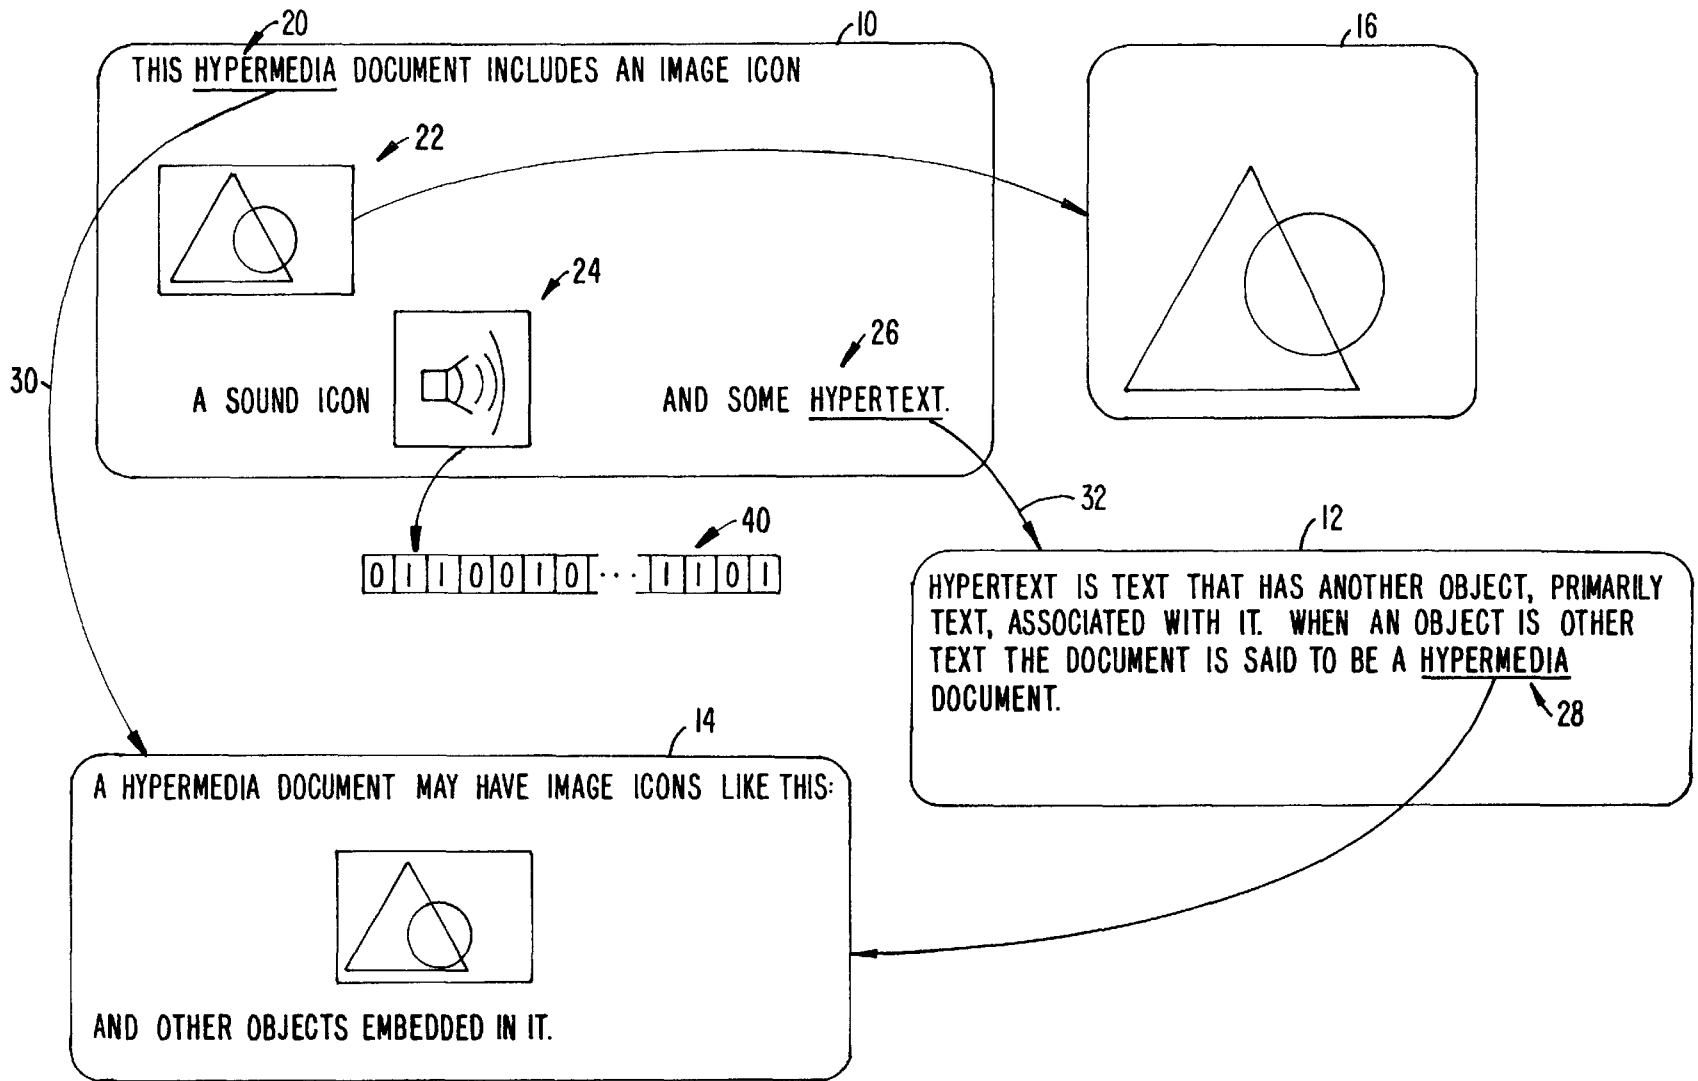 20
10
16
THIS HYPERMEDIA DOCUMENT INCLUDES AN IMAGE ICON
22
24
26
30
A SOUND ICON
AND SOME HYPERTEXT.
32
40
12
0 1 1 0 0 1 0 ··· 1 1 0 1
HYPERTEXT IS TEXT THAT HAS ANOTHER OBJECT, PRIMARILY
TEXT, ASSOCIATED WITH IT. WHEN AN OBJECT IS OTHER
TEXT THE DOCUMENT IS SAID TO BE A HYPERMEDIA
DOCUMENT.
28
14
A HYPERMEDIA DOCUMENT MAY HAVE IMAGE ICONS LIKE THIS:
AND OTHER OBJECTS EMBEDDED IN IT.